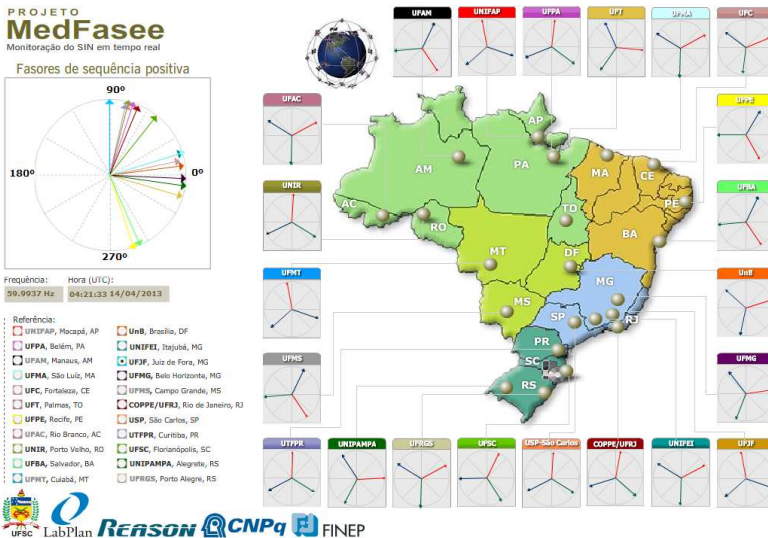 PROJETO
MedFasee
Monitoração do SIN em tempo real
Fasores de sequência positiva
90º
180º
0º
270º
Frequência:
Hora (UTC):
59.9937 Hz
04:21:33 14/04/2013
Referência:
UNIFAP, Macapá, AP
UFPA, Belém, PA
UFAM, Manaus, AM
UFMA, São Luíz, MA
UFC, Fortaleza, CE
UFT, Palmas, TO
UFPE, Recife, PE
UFAC, Rio Branco, AC
UNIR, Porto Velho, RO
UFBA, Salvador, BA
UFMT, Cuiabá, MT
UnB, Brasília, DF
UNIFEI, Itajubá, MG
UFJF, Juiz de Fora, MG
UFMG, Belo Horizonte, MG
UFMS, Campo Grande, MS
COPPE/UFRJ, Rio de Janeiro, RJ
USP, São Carlos, SP
UTFPR, Curitiba, PR
UFSC, Florianópolis, SC
UNIPAMPA, Alegrete, RS
UFRGS, Porto Alegre, RS
UFSC
LabPlan
REASON
CNPq
FINEP
UFAM
UNIFAP
UFPA
UFT
UFMA
UFC
UFAC
UFPE
UNIR
UFBA
UFMT
UnB
UFMS
UFMG
UTFPR
UNIPAMPA
UFRGS
UFSC
USP-São Carlos
COPPE/UFRJ
UNIFEI
UFJF
AP
AM
PA
MA
CE
AC
RO
TO
PE
BA
MT
DF
MG
MS
SP
RJ
PR
SC
RS